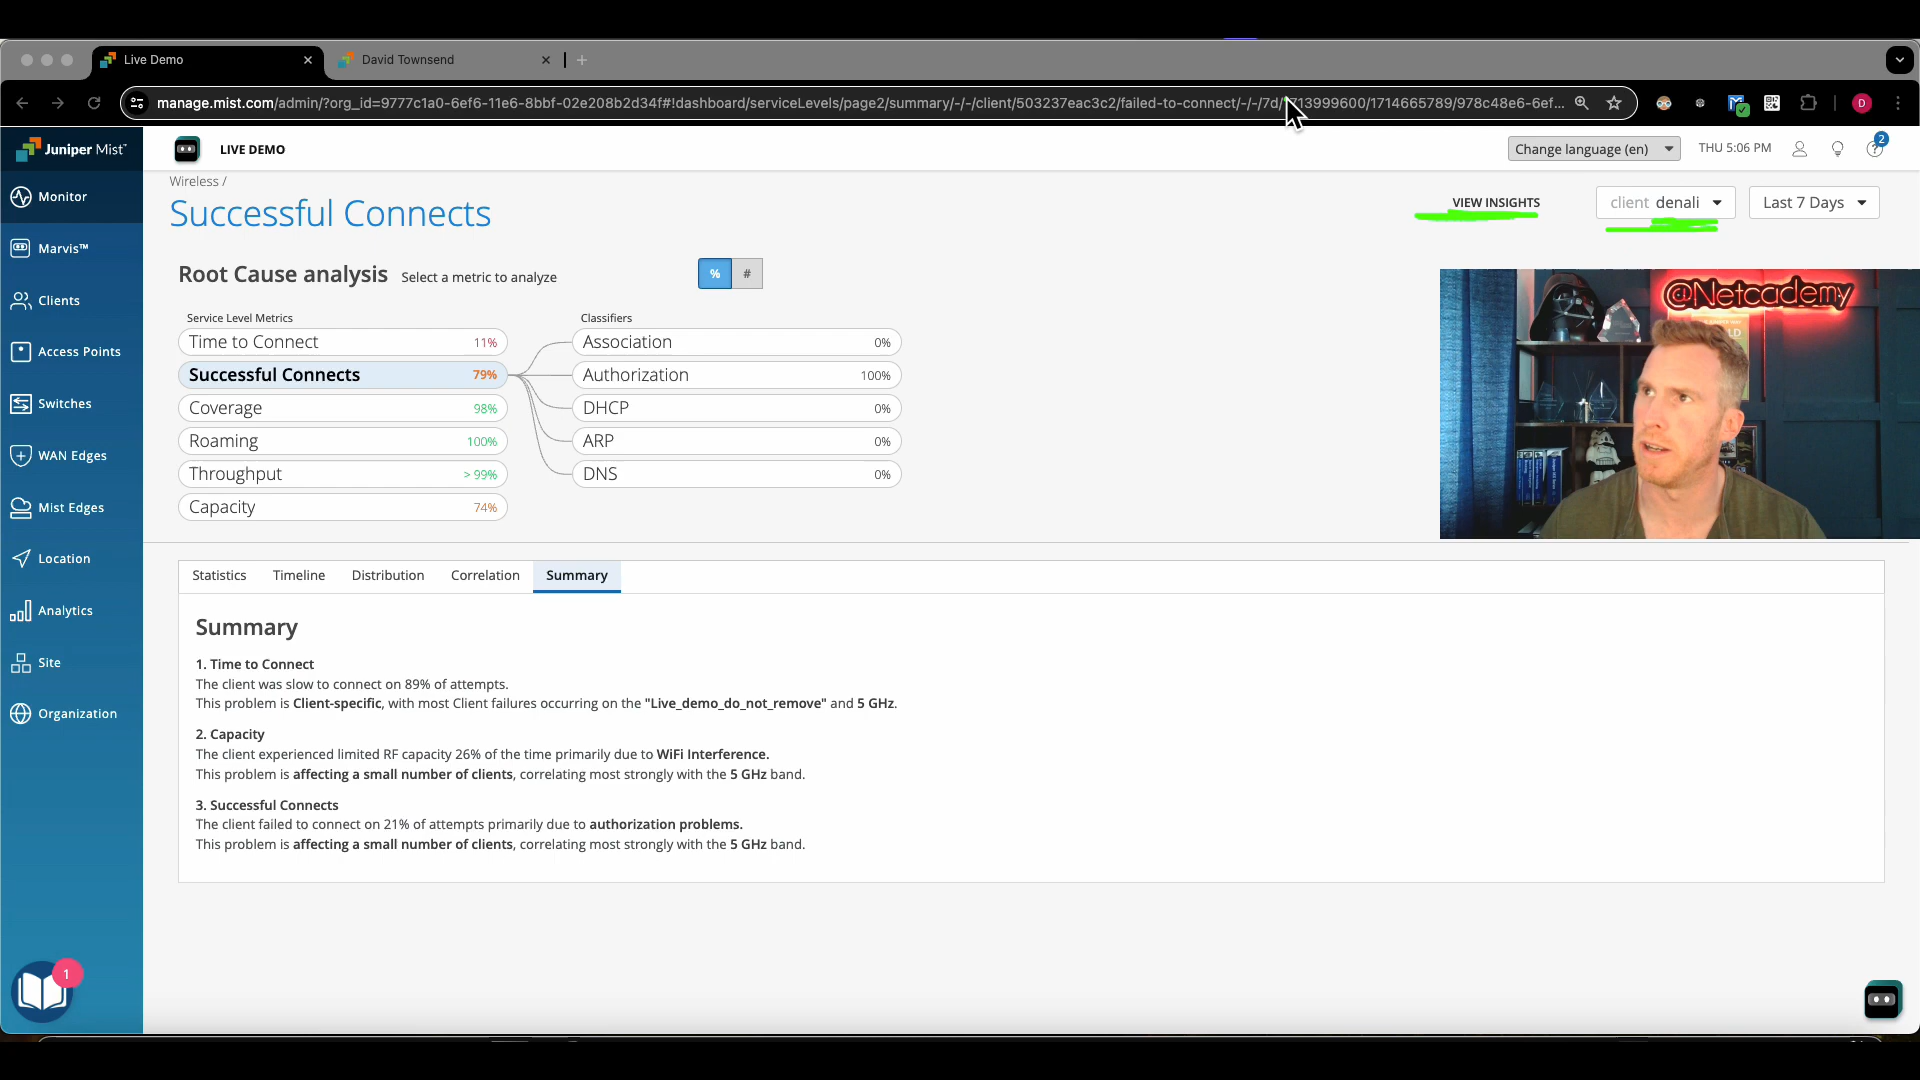 Live Demo
David Townsend
manage.mist.com/admin/?org_id=9777c1a0-6ef6-11e6-8bbf-02e208b2d34f#!dashboard/serviceLevels/page2/summary/-/-/client/503237eac3c2/failed-to-connect/-/-/7d/1713999600/1714665789/978c48e6-6ef...
D
Juniper Mist™
LIVE DEMO
Change language (en)
THU 5:06 PM
2
Monitor
Marvis™
Clients
Access Points
Switches
WAN Edges
Mist Edges
Location
Analytics
Site
Organization
1
Wireless /
Successful Connects
VIEW INSIGHTS
client denali
Last 7 Days
Root Cause analysis Select a metric to analyze
% #
Service Level Metrics
Time to Connect 11%
Successful Connects 79%
Coverage 98%
Roaming 100%
Throughput > 99%
Capacity 74%
Classifiers
Association 0%
Authorization 100%
DHCP 0%
ARP 0%
DNS 0%
@Netcademy
Statistics Timeline Distribution Correlation Summary
Summary
1. Time to Connect
The client was slow to connect on 89% of attempts.
This problem is Client-specific, with most Client failures occurring on the "Live_demo_do_not_remove" and 5 GHz.
2. Capacity
The client experienced limited RF capacity 26% of the time primarily due to WiFi Interference.
This problem is affecting a small number of clients, correlating most strongly with the 5 GHz band.
3. Successful Connects
The client failed to connect on 21% of attempts primarily due to authorization problems.
This problem is affecting a small number of clients, correlating most strongly with the 5 GHz band.